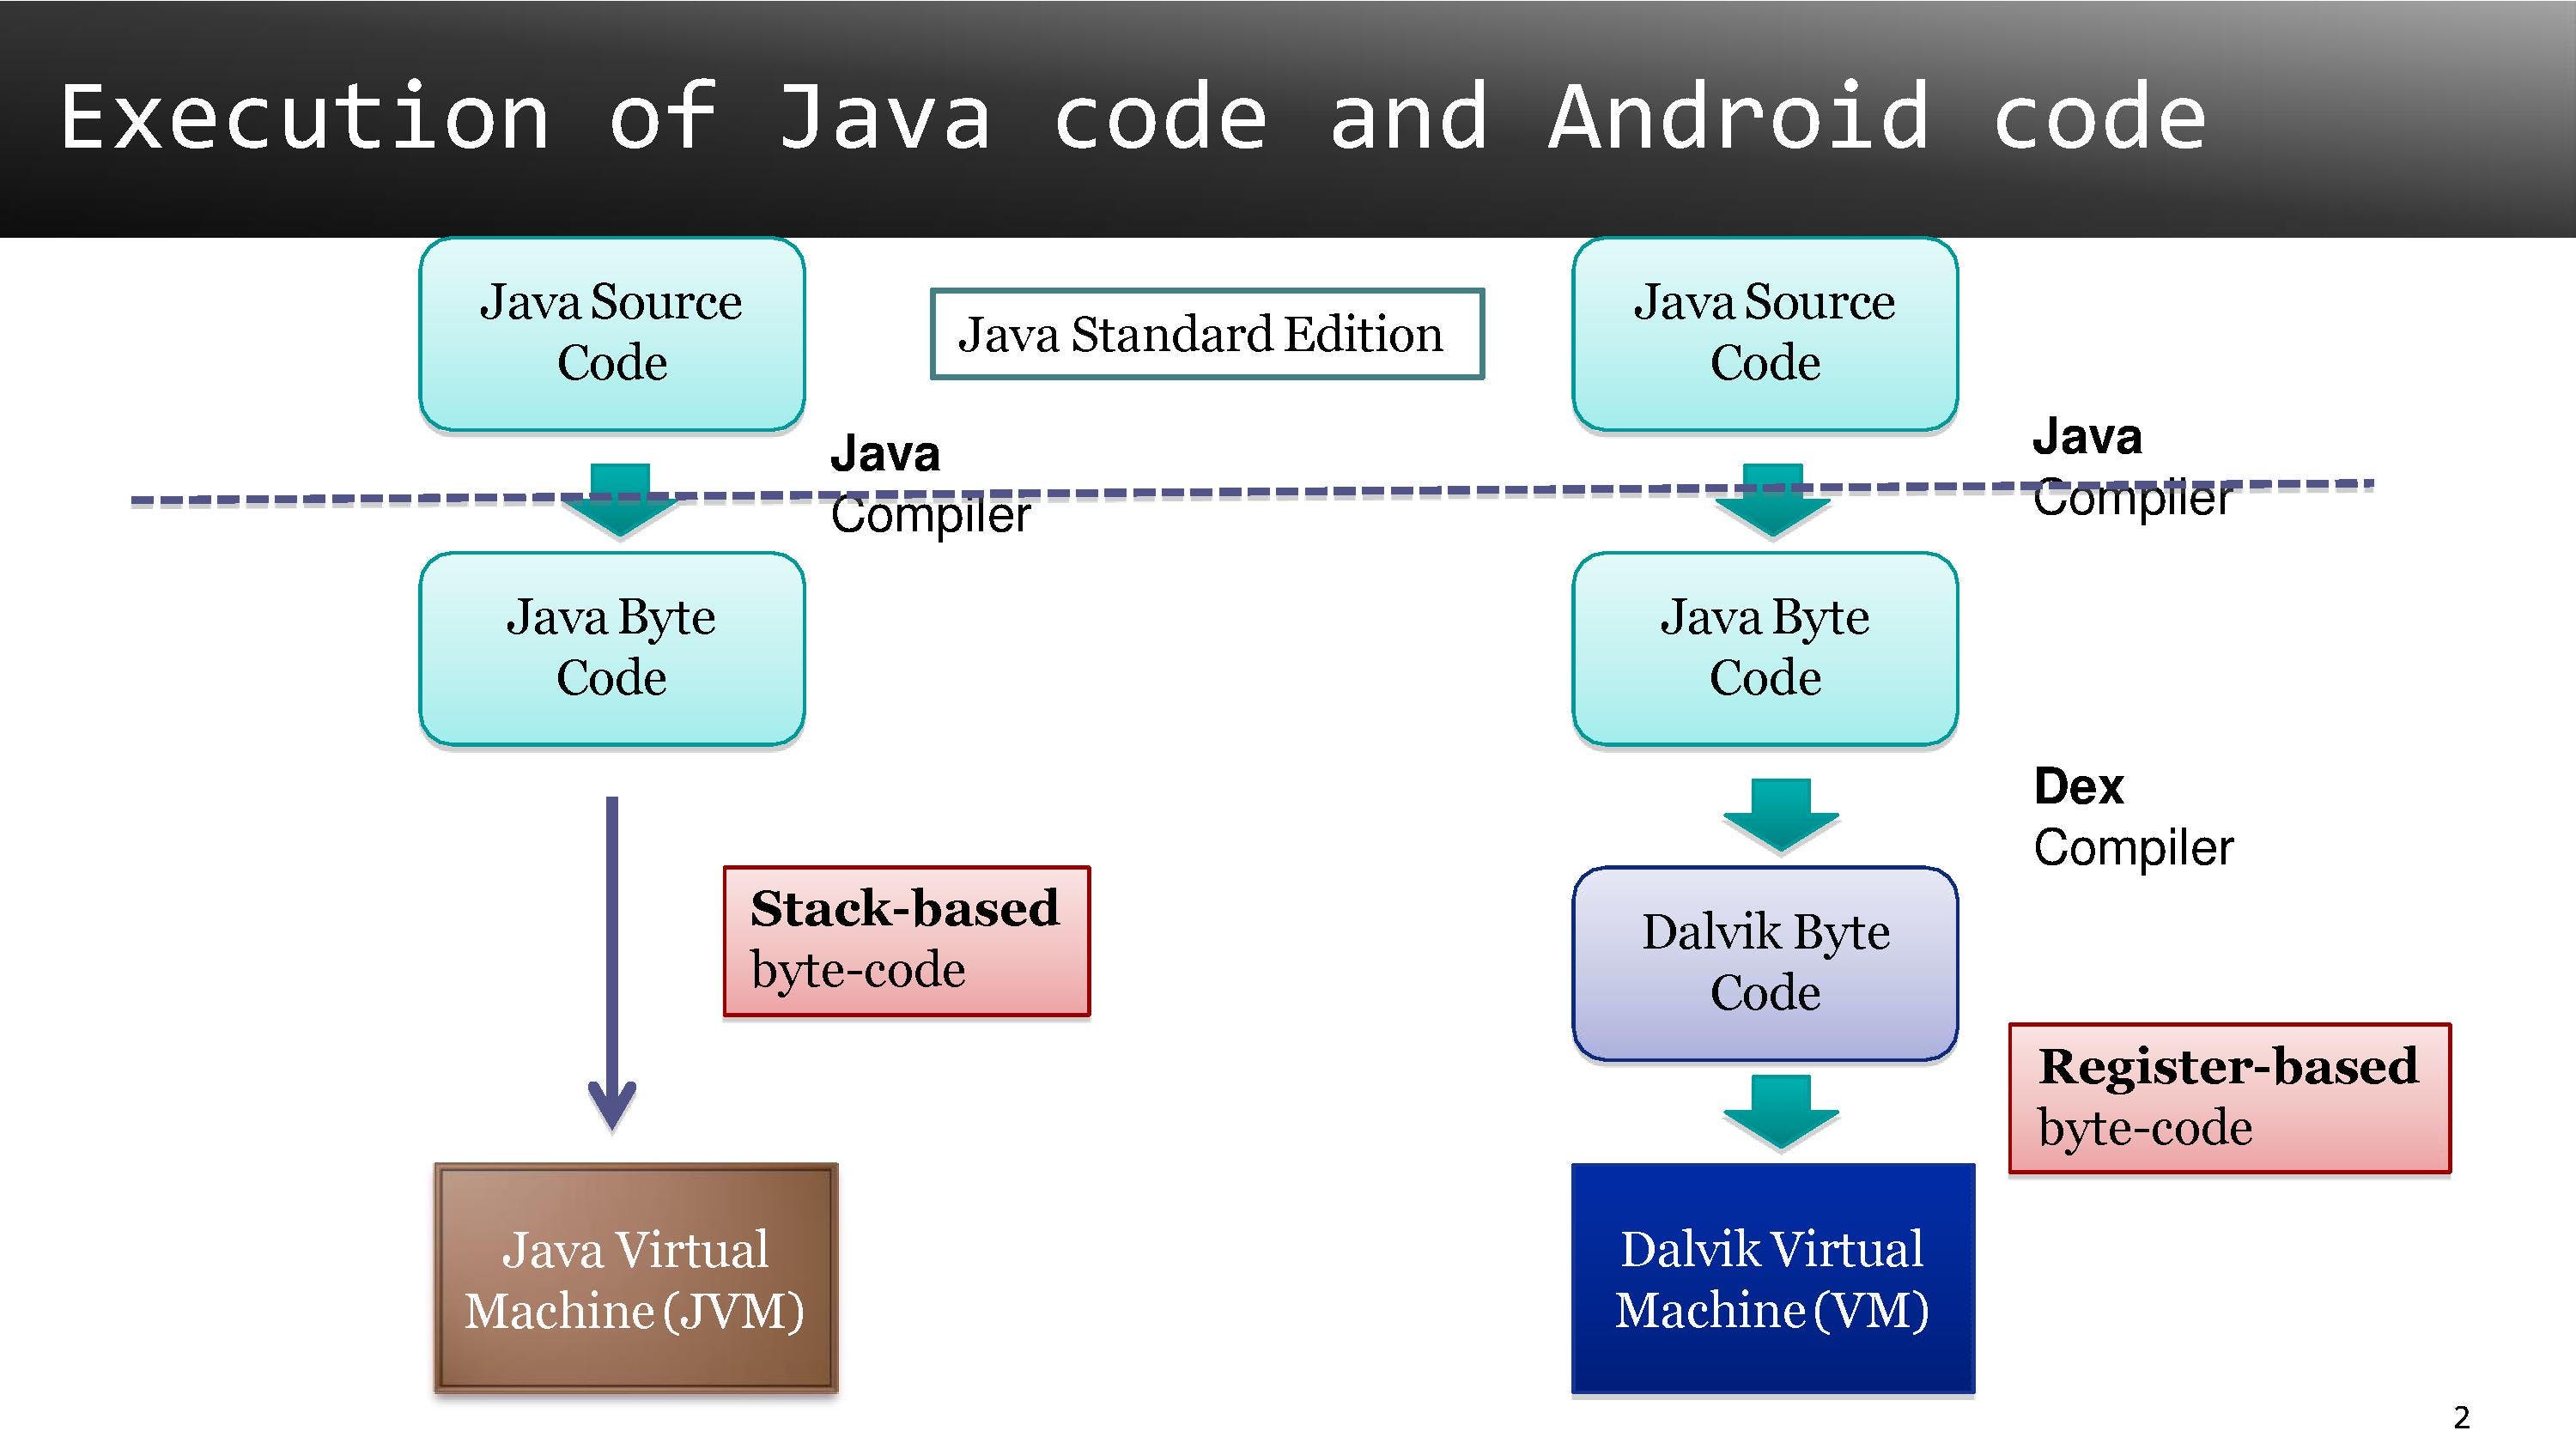 Execution of Java code and Android code
Java Source
Code
Java Standard Edition
Java Source
Code
Java
Compiler
Java
Compiler
Java Byte
Code
Java Byte
Code
Dex
Compiler
Stack-based
byte-code
Dalvik Byte
Code
Register-based
byte-code
Java Virtual
Machine (JVM)
Dalvik Virtual
Machine (VM)
2